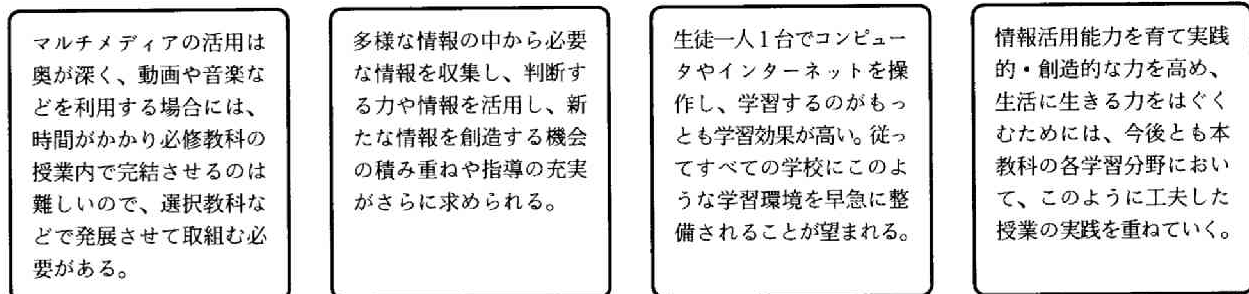 マルチメディアの活用は
奥が深く、動画や音楽な
どを利用する場合には、
時間がかかり必修教科の
授業内で完結させるのは
難しいので、選択教科な
どで発展させて取組む必
要がある。
多様な情報の中から必要
な情報を収集し、判断す
る力や情報を活用し、新
たな情報を創造する機会
の積み重ねや指導の充実
がさらに求められる。
生徒一人1台でコンピュー
タやインターネットを操
作し、学習するのがもっ
とも学習効果が高い。従っ
てすべての学校にこのよ
うな学習環境を早急に整
備されることが望まれる。
情報活用能力を育て実践
的・創造的な力を高め、
生活に生きる力をはぐく
むためには、今後とも本
教科の各学習分野におい
て、このように工夫した
授業の実践を重ねていく。